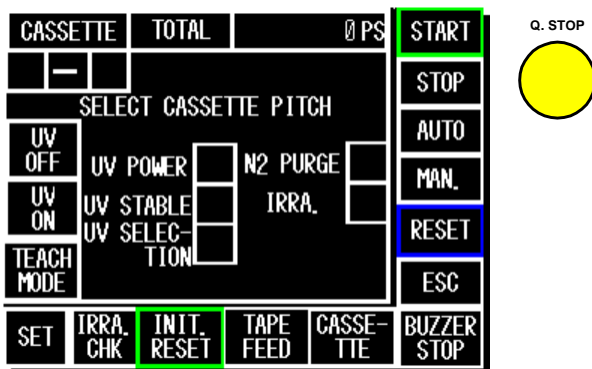 CASSETTE TOTAL 0 PS START
Q. STOP
SELECT CASSETTE PITCH
STOP
AUTO
MAN.
RESET
ESC
UV
OFF
UV
ON
TEACH
MODE
UV POWER
UV STABLE
UV SELEC-
TION
N2 PURGE
IRRA.
SET
IRRA.
CHK
INIT.
RESET
TAPE
FEED
CASSE-
TTE
BUZZER
STOP